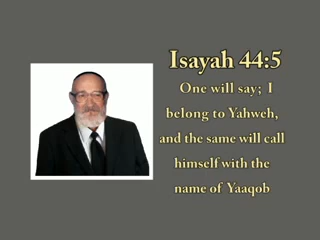 Isayah 44:5
One will say; I
belong to Yahweh,
and the same will call
himself with the
name of Yaaqob